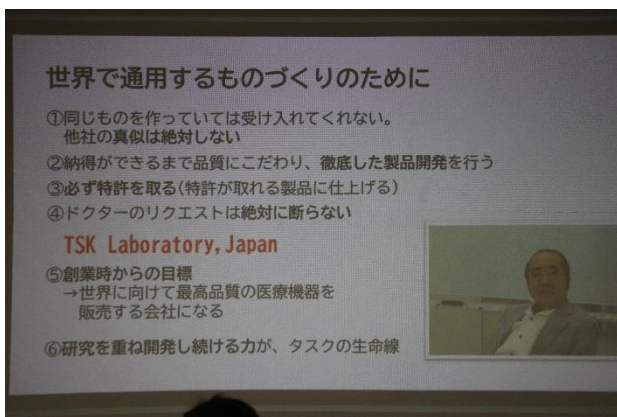 世界で通用するものづくりのために
①同じものを作っていては受け入れてくれない。
他社の真似は絶対しない
②納得ができるまで品質にこだわり、徹底した製品開発を行う
③必ず特許を取る(特許が取れる製品に仕上げる)
④ドクターのリクエストは絶対に断らない
TSK Laboratory,Japan
⑤創業時からの目標
→世界に向けて最高品質の医療機器を
販売する会社になる
⑥研究を重ね開発し続ける力が、タスクの生命線